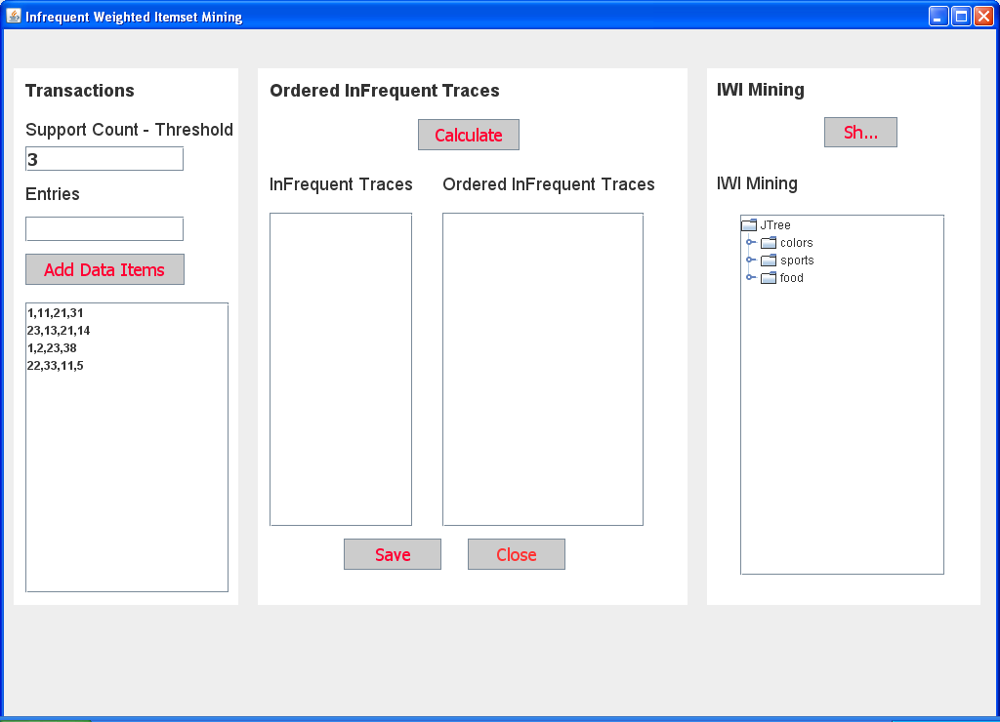 Infrequent Weighted Itemset Mining
Transactions
Support Count - Threshold
3
Entries
Add Data Items
1,11,21,31
23,13,21,14
1,2,23,38
22,33,11,5
Ordered InFrequent Traces
Calculate
InFrequent Traces
Ordered InFrequent Traces
Save
Close
IWI Mining
Sh...
IWI Mining
JTree
colors
sports
food